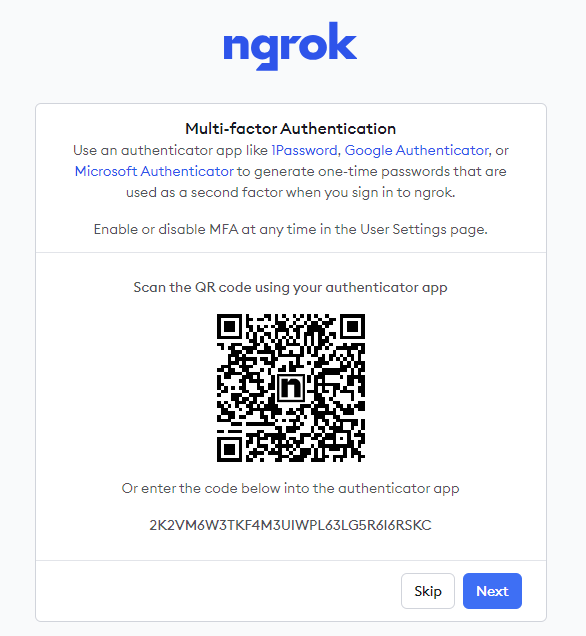 ngrok
Multi-factor Authentication
Use an authenticator app like 1Password, Google Authenticator, or
Microsoft Authenticator to generate one-time passwords that are
used as a second factor when you sign in to ngrok.
Enable or disable MFA at any time in the User Settings page.
Scan the QR code using your authenticator app
n
Or enter the code below into the authenticator app
2K2VM6W3TKF4M3UIWPL63LG5R6I6RSKC
Skip
Next